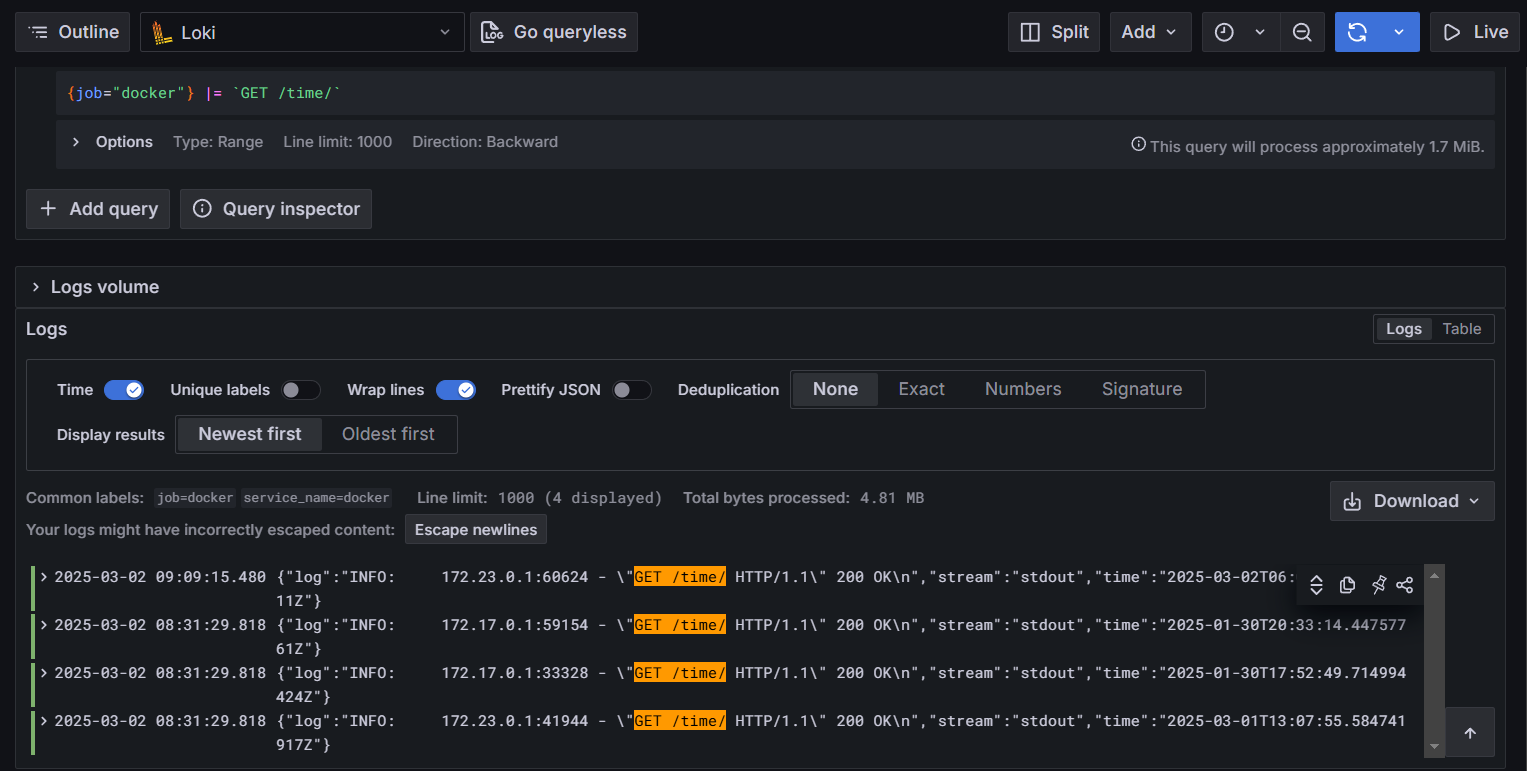 Outline Loki Go queryless Split Add Live
{job="docker"} |= `GET /time/`
Options Type: Range Line limit: 1000 Direction: Backward This query will process approximately 1.7 MiB.
+ Add query Query inspector
Logs volume
Logs Logs Table
Time Unique labels Wrap lines Prettify JSON Deduplication None Exact Numbers Signature
Display results Newest first Oldest first
Common labels: job=docker service_name=docker Line limit: 1000 (4 displayed) Total bytes processed: 4.81 MB Download
Your logs might have incorrectly escaped content: Escape newlines
2025-03-02 09:09:15.480 {"log":"INFO: 172.23.0.1:60624 - \"GET /time/ HTTP/1.1\" 200 OK\n","stream":"stdout","time":"2025-03-02T06:
11Z"}
2025-03-02 08:31:29.818 {"log":"INFO: 172.17.0.1:59154 - \"GET /time/ HTTP/1.1\" 200 OK\n","stream":"stdout","time":"2025-01-30T20:33:14.447577
61Z"}
2025-03-02 08:31:29.818 {"log":"INFO: 172.17.0.1:33328 - \"GET /time/ HTTP/1.1\" 200 OK\n","stream":"stdout","time":"2025-01-30T17:52:49.714994
424Z"}
2025-03-02 08:31:29.818 {"log":"INFO: 172.23.0.1:41944 - \"GET /time/ HTTP/1.1\" 200 OK\n","stream":"stdout","time":"2025-03-01T13:07:55.584741
917Z"}